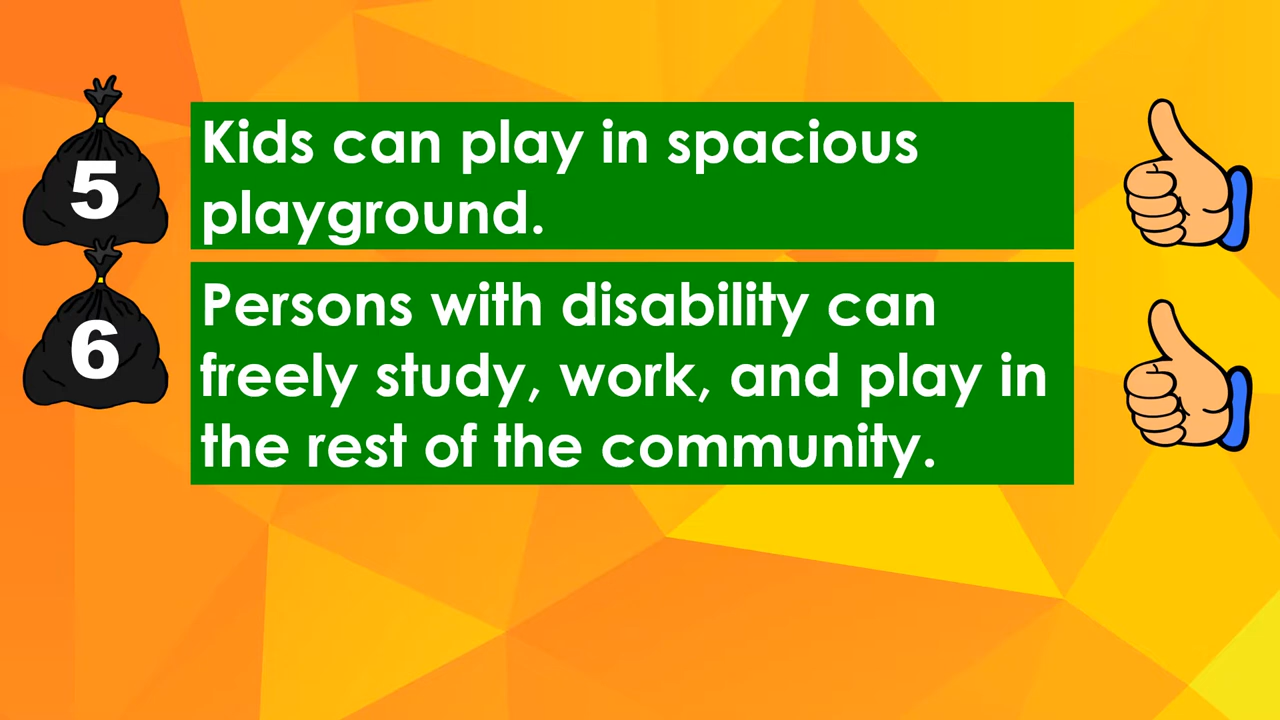 5
Kids can play in spacious
playground.
6
Persons with disability can
freely study, work, and play in
the rest of the community.